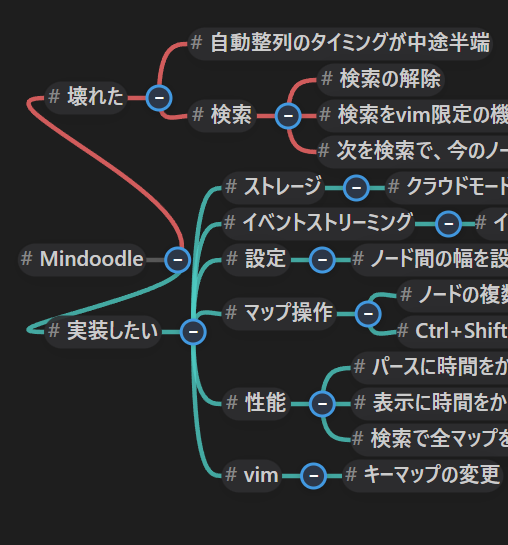 # 自動整列のタイミングが中途半端
# 壊れた
# 検索の解除
# 検索
# 検索をvim限定の機
# 次を検索で、今のノー
# ストレージ
# クラウドモード
# イベントストリーミング
# イ
# Mindoodle
# 設定
# ノード間の幅を設
# ノードの複数
# マップ操作
# Ctrl+Shift
# 実装したい
# パースに時間をか
# 性能
# 表示に時間をか
# 検索で全マップを
# vim
# キーマップの変更